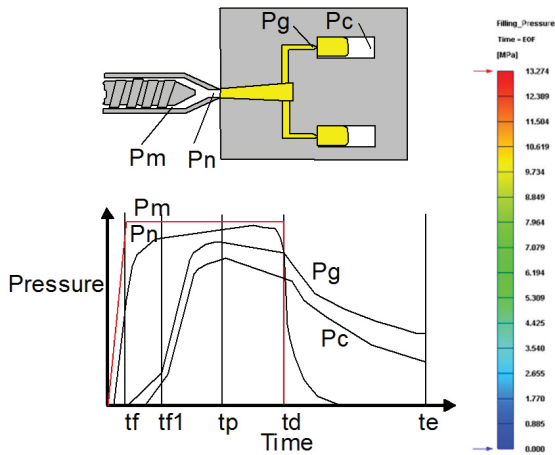 Pg
Pc
Pm
Pn
Filling_Pressure
Time = EOF
[MPa]
13.274
12.389
11.504
10.619
9.734
8.849
7.964
7.079
6.194
5.309
4.425
3.540
2.655
1.770
0.885
0.000
Pm
Pn
Pressure
Pg
Pc
tf
tf1
tp
td
te
Time